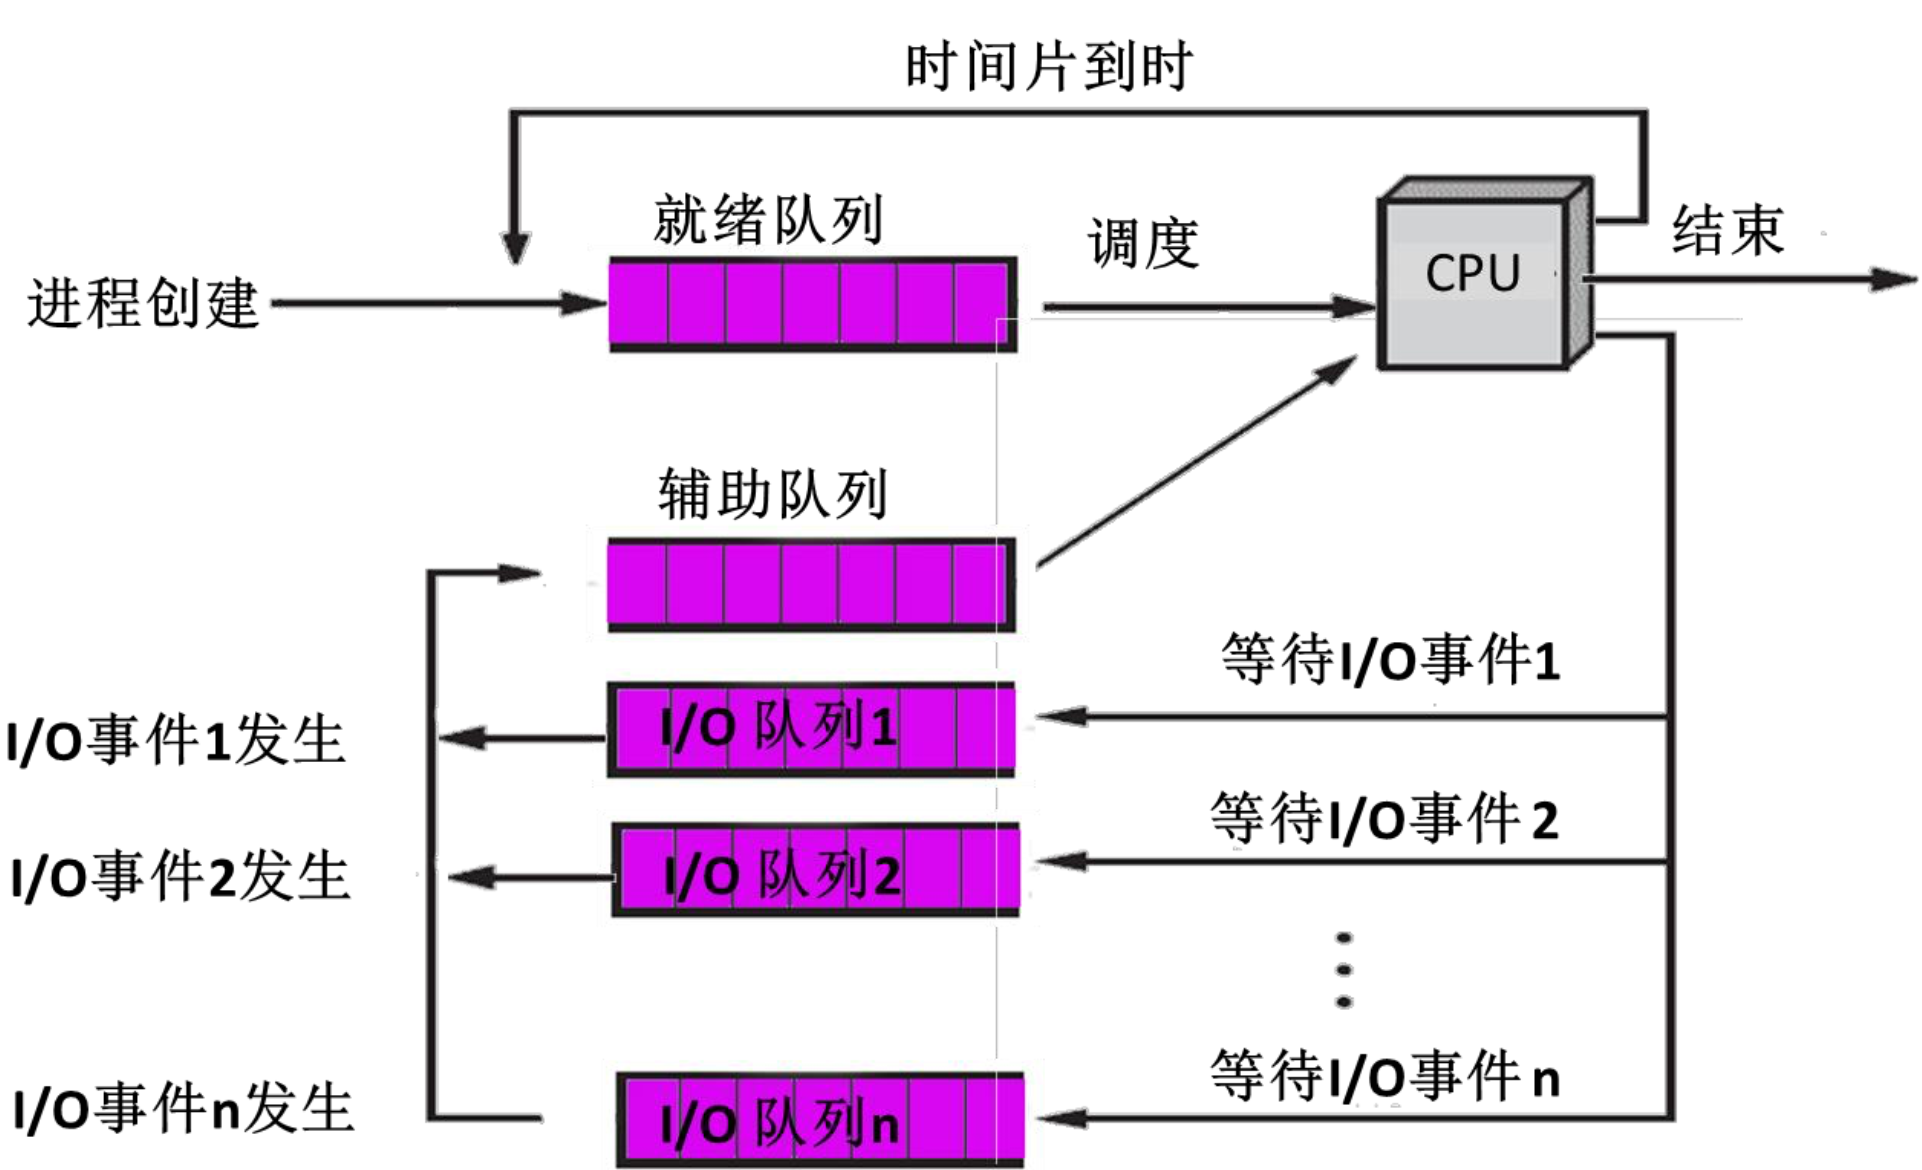 时间片到时
就绪队列
调度
结束
CPU
进程创建
辅助队列
等待I/O事件1
I/O 队列1
I/O事件1发生
等待I/O事件2
I/O 队列2
I/O事件2发生
等待I/O事件n
I/O 队列n
I/O事件n发生